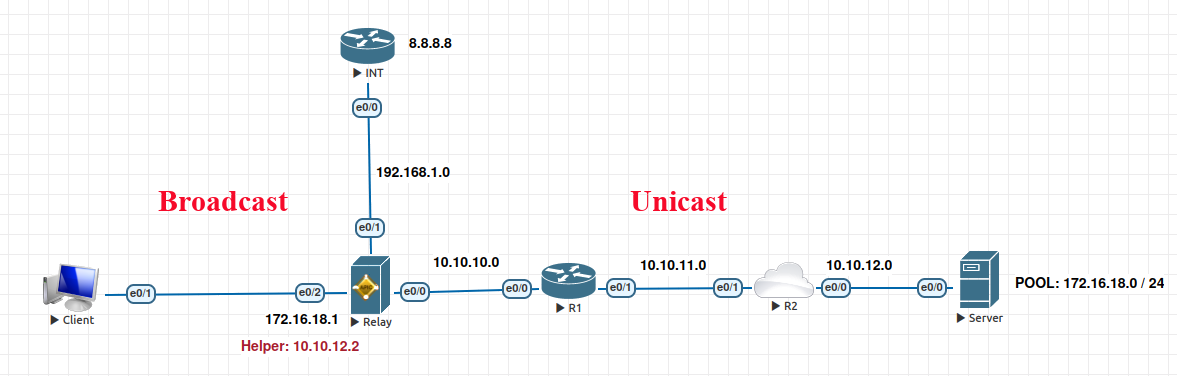 8.8.8.8
INT
e0/0
192.168.1.0
Broadcast
Unicast
e0/1
10.10.10.0
10.10.11.0
10.10.12.0
e0/1
e0/2
e0/0
e0/0
e0/1
e0/1
e0/0
e0/0
POOL: 172.16.18.0 / 24
Client
172.16.18.1
Relay
R1
R2
Server
Helper: 10.10.12.2